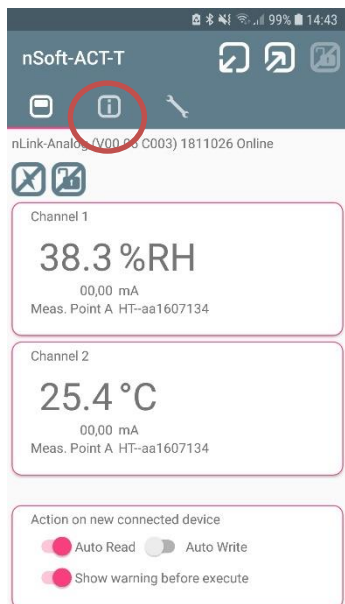 99% 14:43
nSoft-ACT-T
nLink-Analog (V00.06 C003) 1811026 Online
Channel 1
38.3 %RH
00,00 mA
Meas. Point A HT--aa1607134
Channel 2
25.4 °C
00,00 mA
Meas. Point A HT--aa1607134
Action on new connected device
Auto Read Auto Write
Show warning before execute